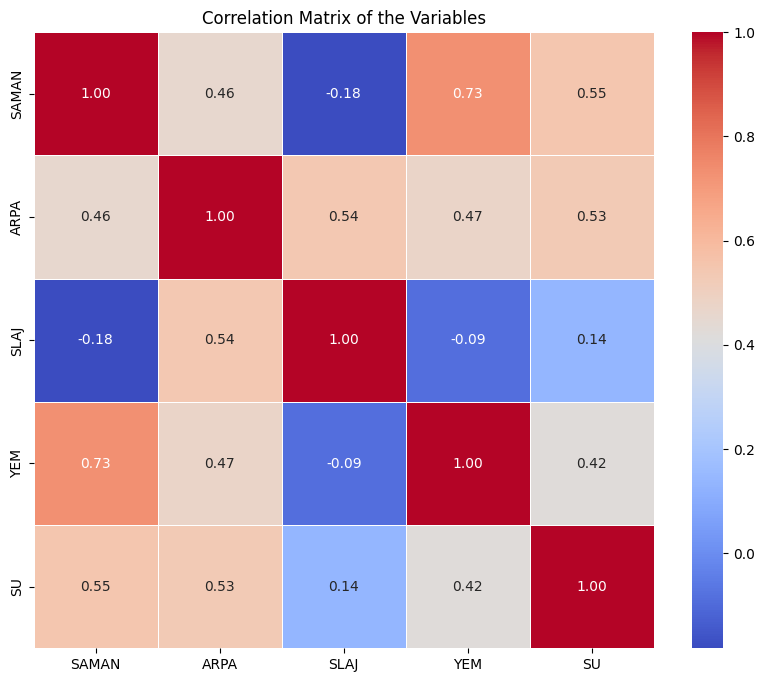 Correlation Matrix of the Variables
SAMAN 1.00 0.46 -0.18 0.73 0.55
ARPA 0.46 1.00 0.54 0.47 0.53
SLAJ -0.18 0.54 1.00 -0.09 0.14
YEM 0.73 0.47 -0.09 1.00 0.42
SU 0.55 0.53 0.14 0.42 1.00
SAMAN ARPA SLAJ YEM SU
1.0
0.8
0.6
0.4
0.2
0.0